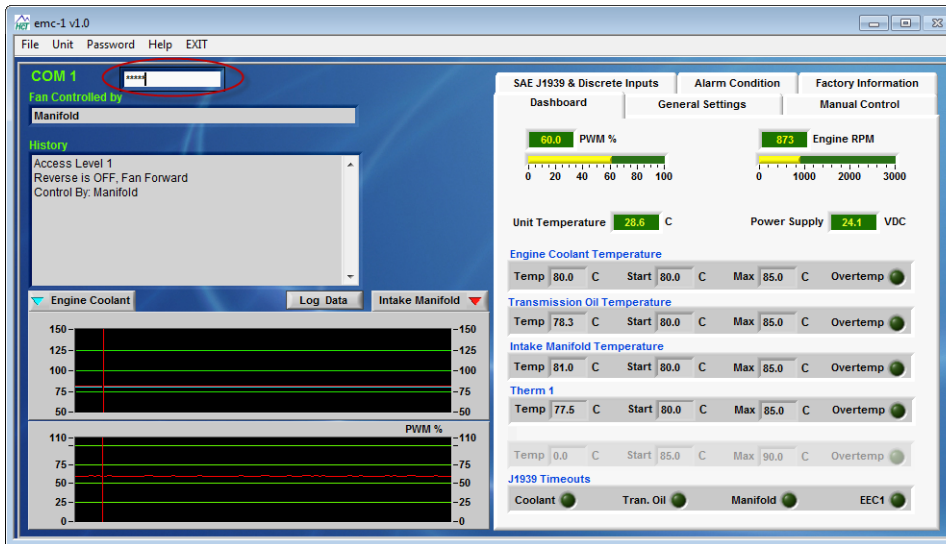 HET emc-1 v1.0
File Unit Password Help EXIT
COM 1 *****
Fan Controlled by
Manifold
History
Access Level 1
Reverse is OFF, Fan Forward
Control By: Manifold
Engine Coallant Log Data Intake Manifold
150 150
125 125
100 100
75 75
50 50
PWM %
110 110
75 75
50 50
25 25
0 0
SAE J1939 & Discrete Inputs Alarm Condition Factory Information
Dashboard General Settings Manual Control
60.0 PWM % 873 Engine RPM
0 20 40 60 80 100 0 1000 2000 3000
Unit Temperature 28.6 C Power Supply 24.1 VDC
Engine Coolant Temperature
Temp 80.0 C Start 80.0 C Max 85.0 C Overtemp
Transmission Oil Temperature
Temp 78.3 C Start 80.0 C Max 85.0 C Overtemp
Intake Manifold Temperature
Temp 81.0 C Start 80.0 C Max 85.0 C Overtemp
Therm 1
Temp 77.5 C Start 80.0 C Max 85.0 C Overtemp
Temp 0.0 C Start 85.0 C Max 90.0 C Overtemp
J1939 Timeouts
Coolant Tran. Oil Manifold EEC1